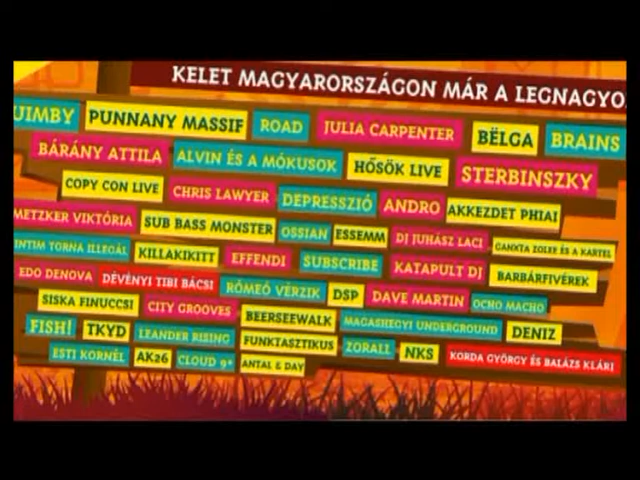 KELET MAGYARORSZÁGON MÁR A LEGNAGYO
UIMBY PUNNANY MASSIF ROAD JULIA CARPENTER BËLGA BRAINS
BÁRÁNY ATTILA ALVIN ÉS A MÓKUSOK HŐSÖK LIVE STERBINSZKY
COPY CON LIVE CHRIS LAWYER DEPRESSZIÓ ANDRO AKKEZDET PHIAI
METZKER VIKTÓRIA SUB BASS MONSTER OSSIAN ESSEMM DJ JUHÁSZ LACI GANXTA ZOLEE ÉS A KARTEL
INTIM TORNA ILLEGÁL KILLAKIKITT EFFENDI SUBSCRIBE KATAPULT DJ BARBÁRFIVÉREK
EDO DENOVA DÉVÉNYI TIBI BÁCSI RÓMEÓ VÉRZIK DSP DAVE MARTIN OCHO MACHO
SISKA FINUCCSI CITY GROOVES BEERSEEWALK MAGASHEGYI UNDERGROUND DENIZ
FISH! TKYD LEANDER RISING FUNKTASZTIKUS ZORALL NKS KORDA GYÖRGY ÉS BALÁZS KLÁRI
ESTI KORNÉL AK26 CLOUD 9+ ANTAL & DAY